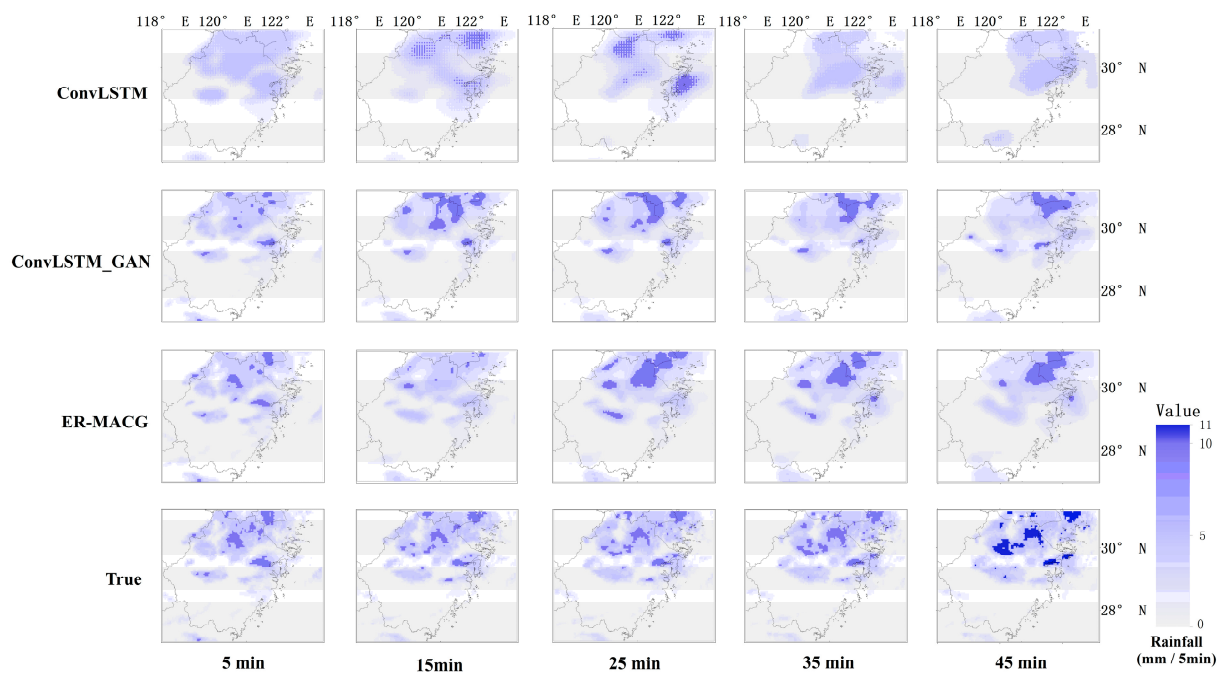 118° E 120° E 122° E 118° E 120° E 122° E 118° E 120° E 122° E 118° E 120° E 122° E 118° E 120° E 122° E
30° N
ConvLSTM
28° N
30° N
ConvLSTM_GAN
28° N
30° N
ER-MACG
Value
11
10
28° N
5
30° N
True
28° N
0
Rainfall
(mm / 5min)
5 min 15min 25 min 35 min 45 min